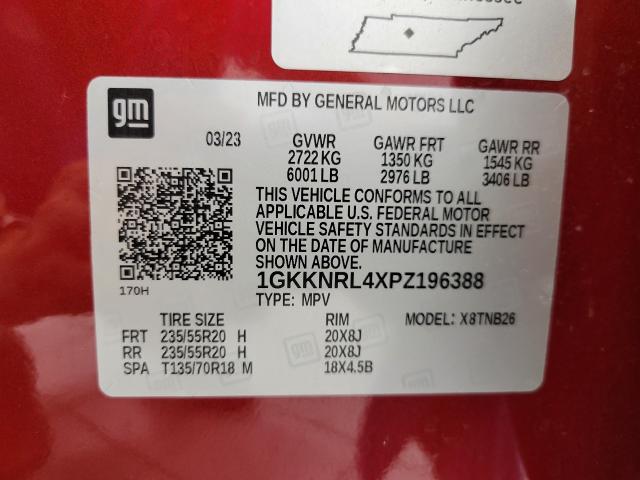 gm
MFD BY GENERAL MOTORS LLC
03/23
GVWR GAWR FRT GAWR RR
2722 KG 1350 KG 1545 KG
6001 LB 2976 LB 3406 LB
THIS VEHICLE CONFORMS TO ALL
APPLICABLE U.S. FEDERAL MOTOR
VEHICLE SAFETY STANDARDS IN EFFECT
ON THE DATE OF MANUFACTURE
SHOWN ABOVE.
170H
1GKKNRL4XPZ196388
TYPE: MPV
TIRE SIZE RIM MODEL: X8TNB26
FRT 235/55R20 H 20X8J
RR 235/55R20 H 20X8J
SPA T135/70R18 M 18X4.5B